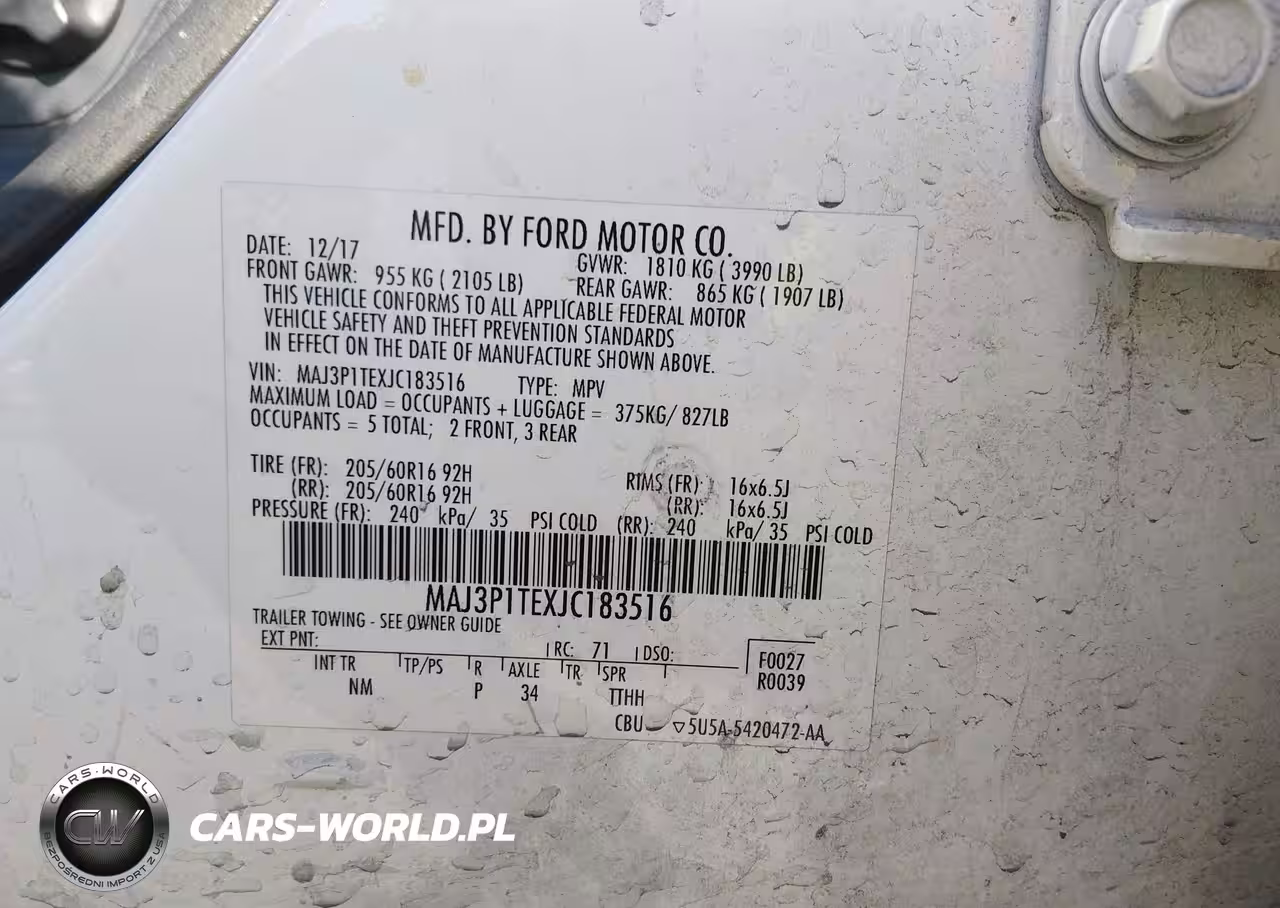 MFD. BY FORD MOTOR CO.
DATE: 12/17 GVWR: 1810 KG ( 3990 LB)
FRONT GAWR: 955 KG ( 2105 LB) REAR GAWR: 865 KG ( 1907 LB)
THIS VEHICLE CONFORMS TO ALL APPLICABLE FEDERAL MOTOR
VEHICLE SAFETY AND THEFT PREVENTION STANDARDS
IN EFFECT ON THE DATE OF MANUFACTURE SHOWN ABOVE.
VIN: MAJ3P1TEXJC183516 TYPE: MPV
MAXIMUM LOAD = OCCUPANTS + LUGGAGE = 375KG/ 827LB
OCCUPANTS = 5 TOTAL; 2 FRONT, 3 REAR
TIRE (FR): 205/60R16 92H RIMS (FR): 16x6.5J
(RR): 205/60R16 92H (RR): 16x6.5J
PRESSURE (FR): 240 kPa/ 35 PSI COLD (RR): 240 kPa/ 35 PSI COLD
MAJ3P1TEXJC183516
TRAILER TOWING - SEE OWNER GUIDE
EXT PNT: RC: 71 DSO: F0027
INT TR TP/PS R AXLE TR SPR R0039
NM P 34 TTHH
CBU 5U5A-5420472-AA
CARS-WORLD
CW
BEZPOŚREDNI IMPORT Z USA
CARS-WORLD.PL